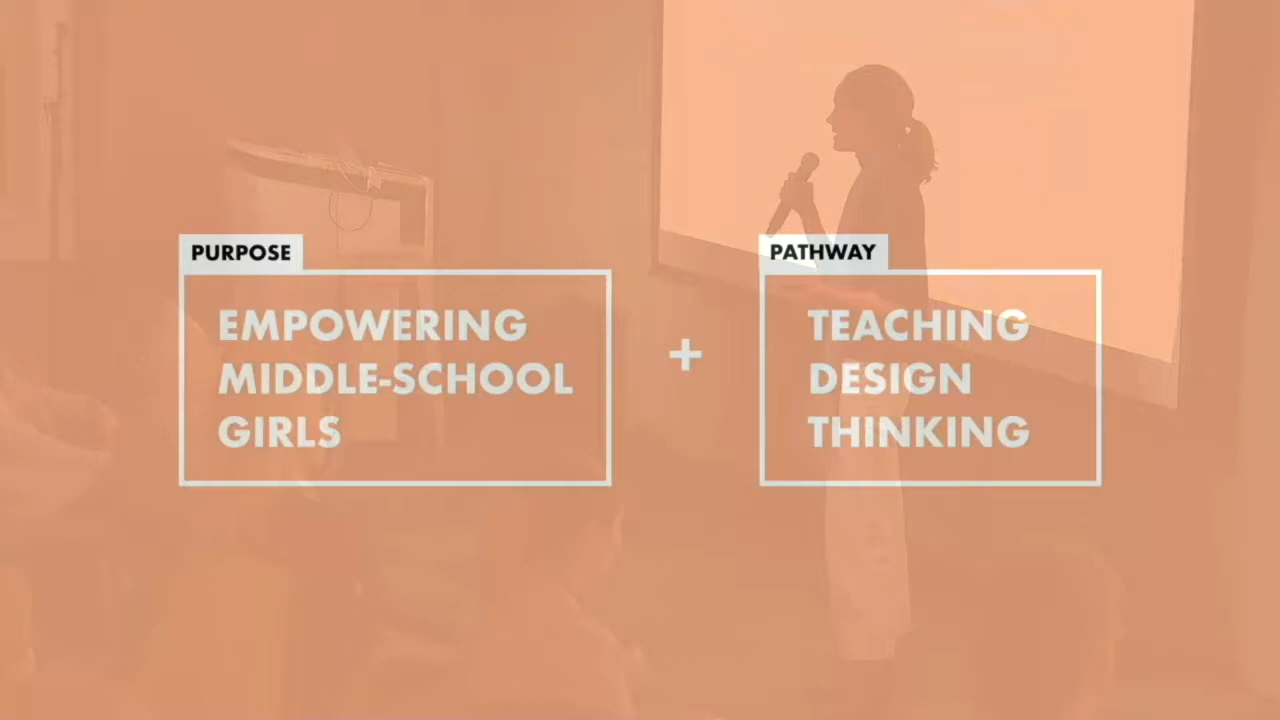 PURPOSE
EMPOWERING
MIDDLE-SCHOOL
GIRLS
+
PATHWAY
TEACHING
DESIGN
THINKING